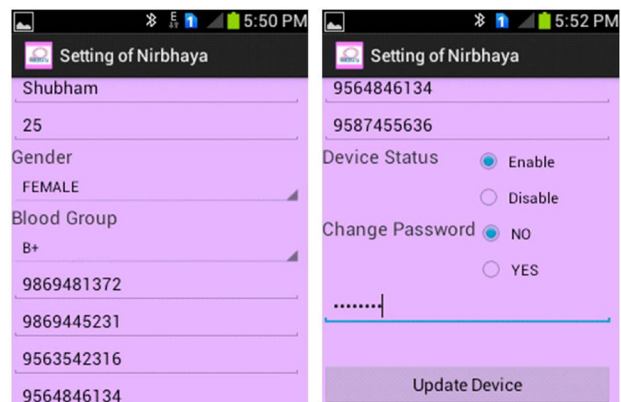 5:50 PM
Setting of Nirbhaya
Shubham
25
Gender
FEMALE
Blood Group
B+
9869481372
9869445231
9563542316
9564846134
5:52 PM
Setting of Nirbhaya
9564846134
9587455636
Device Status
Enable
Disable
Change Password
NO
YES
••••••••
Update Device